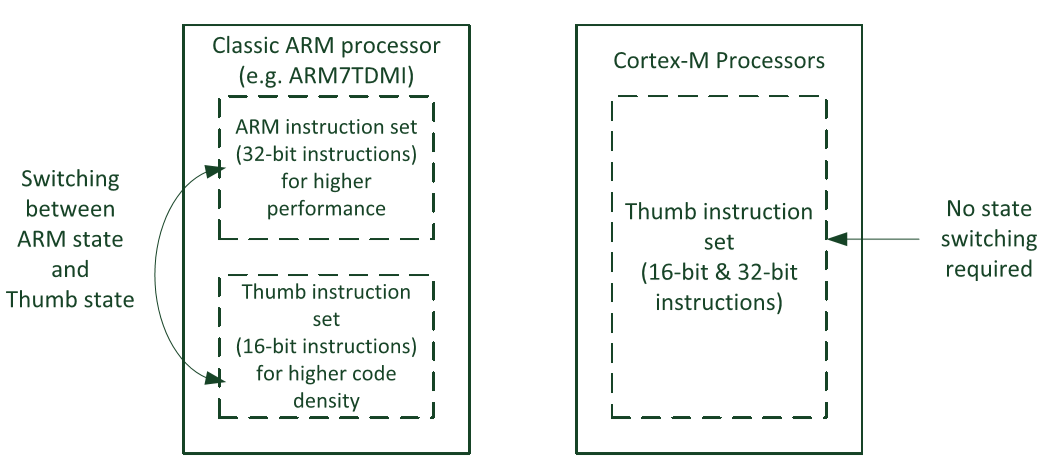 Classic ARM processor
(e.g. ARM7TDMI)
ARM instruction set
(32-bit instructions)
for higher
performance
Thumb instruction
set
(16-bit instructions)
for higher code
density
Switching
between
ARM state
and
Thumb state
Cortex-M Processors
Thumb instruction
set
(16-bit & 32-bit
instructions)
No state
switching
required